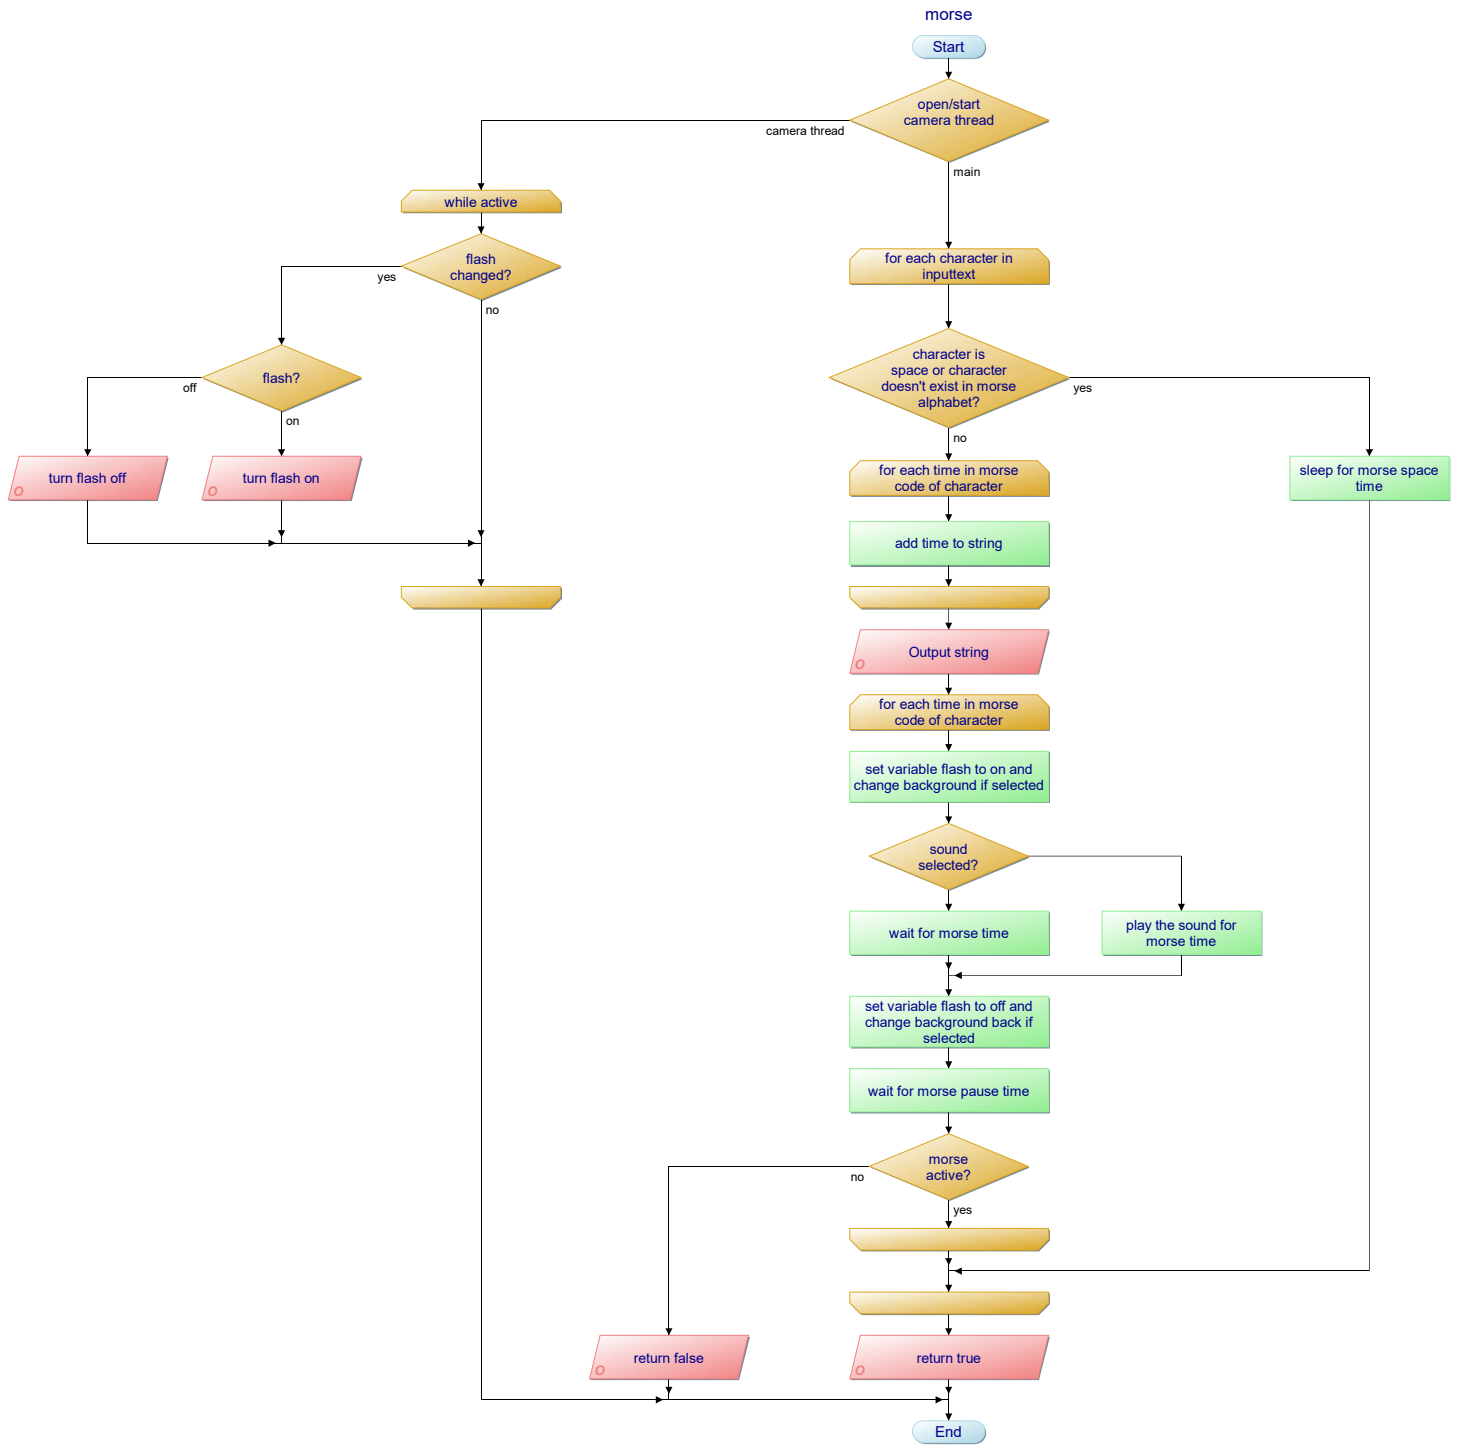 morse
Start
open/start
camera thread
camera thread
main
while active
flash
changed?
yes
no
for each character in
inputtext
flash?
off
on
character is
space or character
doesn't exist in morse
alphabet?
yes
no
turn flash off
O
turn flash on
O
for each time in morse
code of character
sleep for morse space
time
add time to string
Output string
O
for each time in morse
code of character
set variable flash to on and
change background if selected
sound
selected?
wait for morse time
play the sound for
morse time
set variable flash to off and
change background back if
selected
wait for morse pause time
morse
active?
no
yes
return false
O
return true
O
End